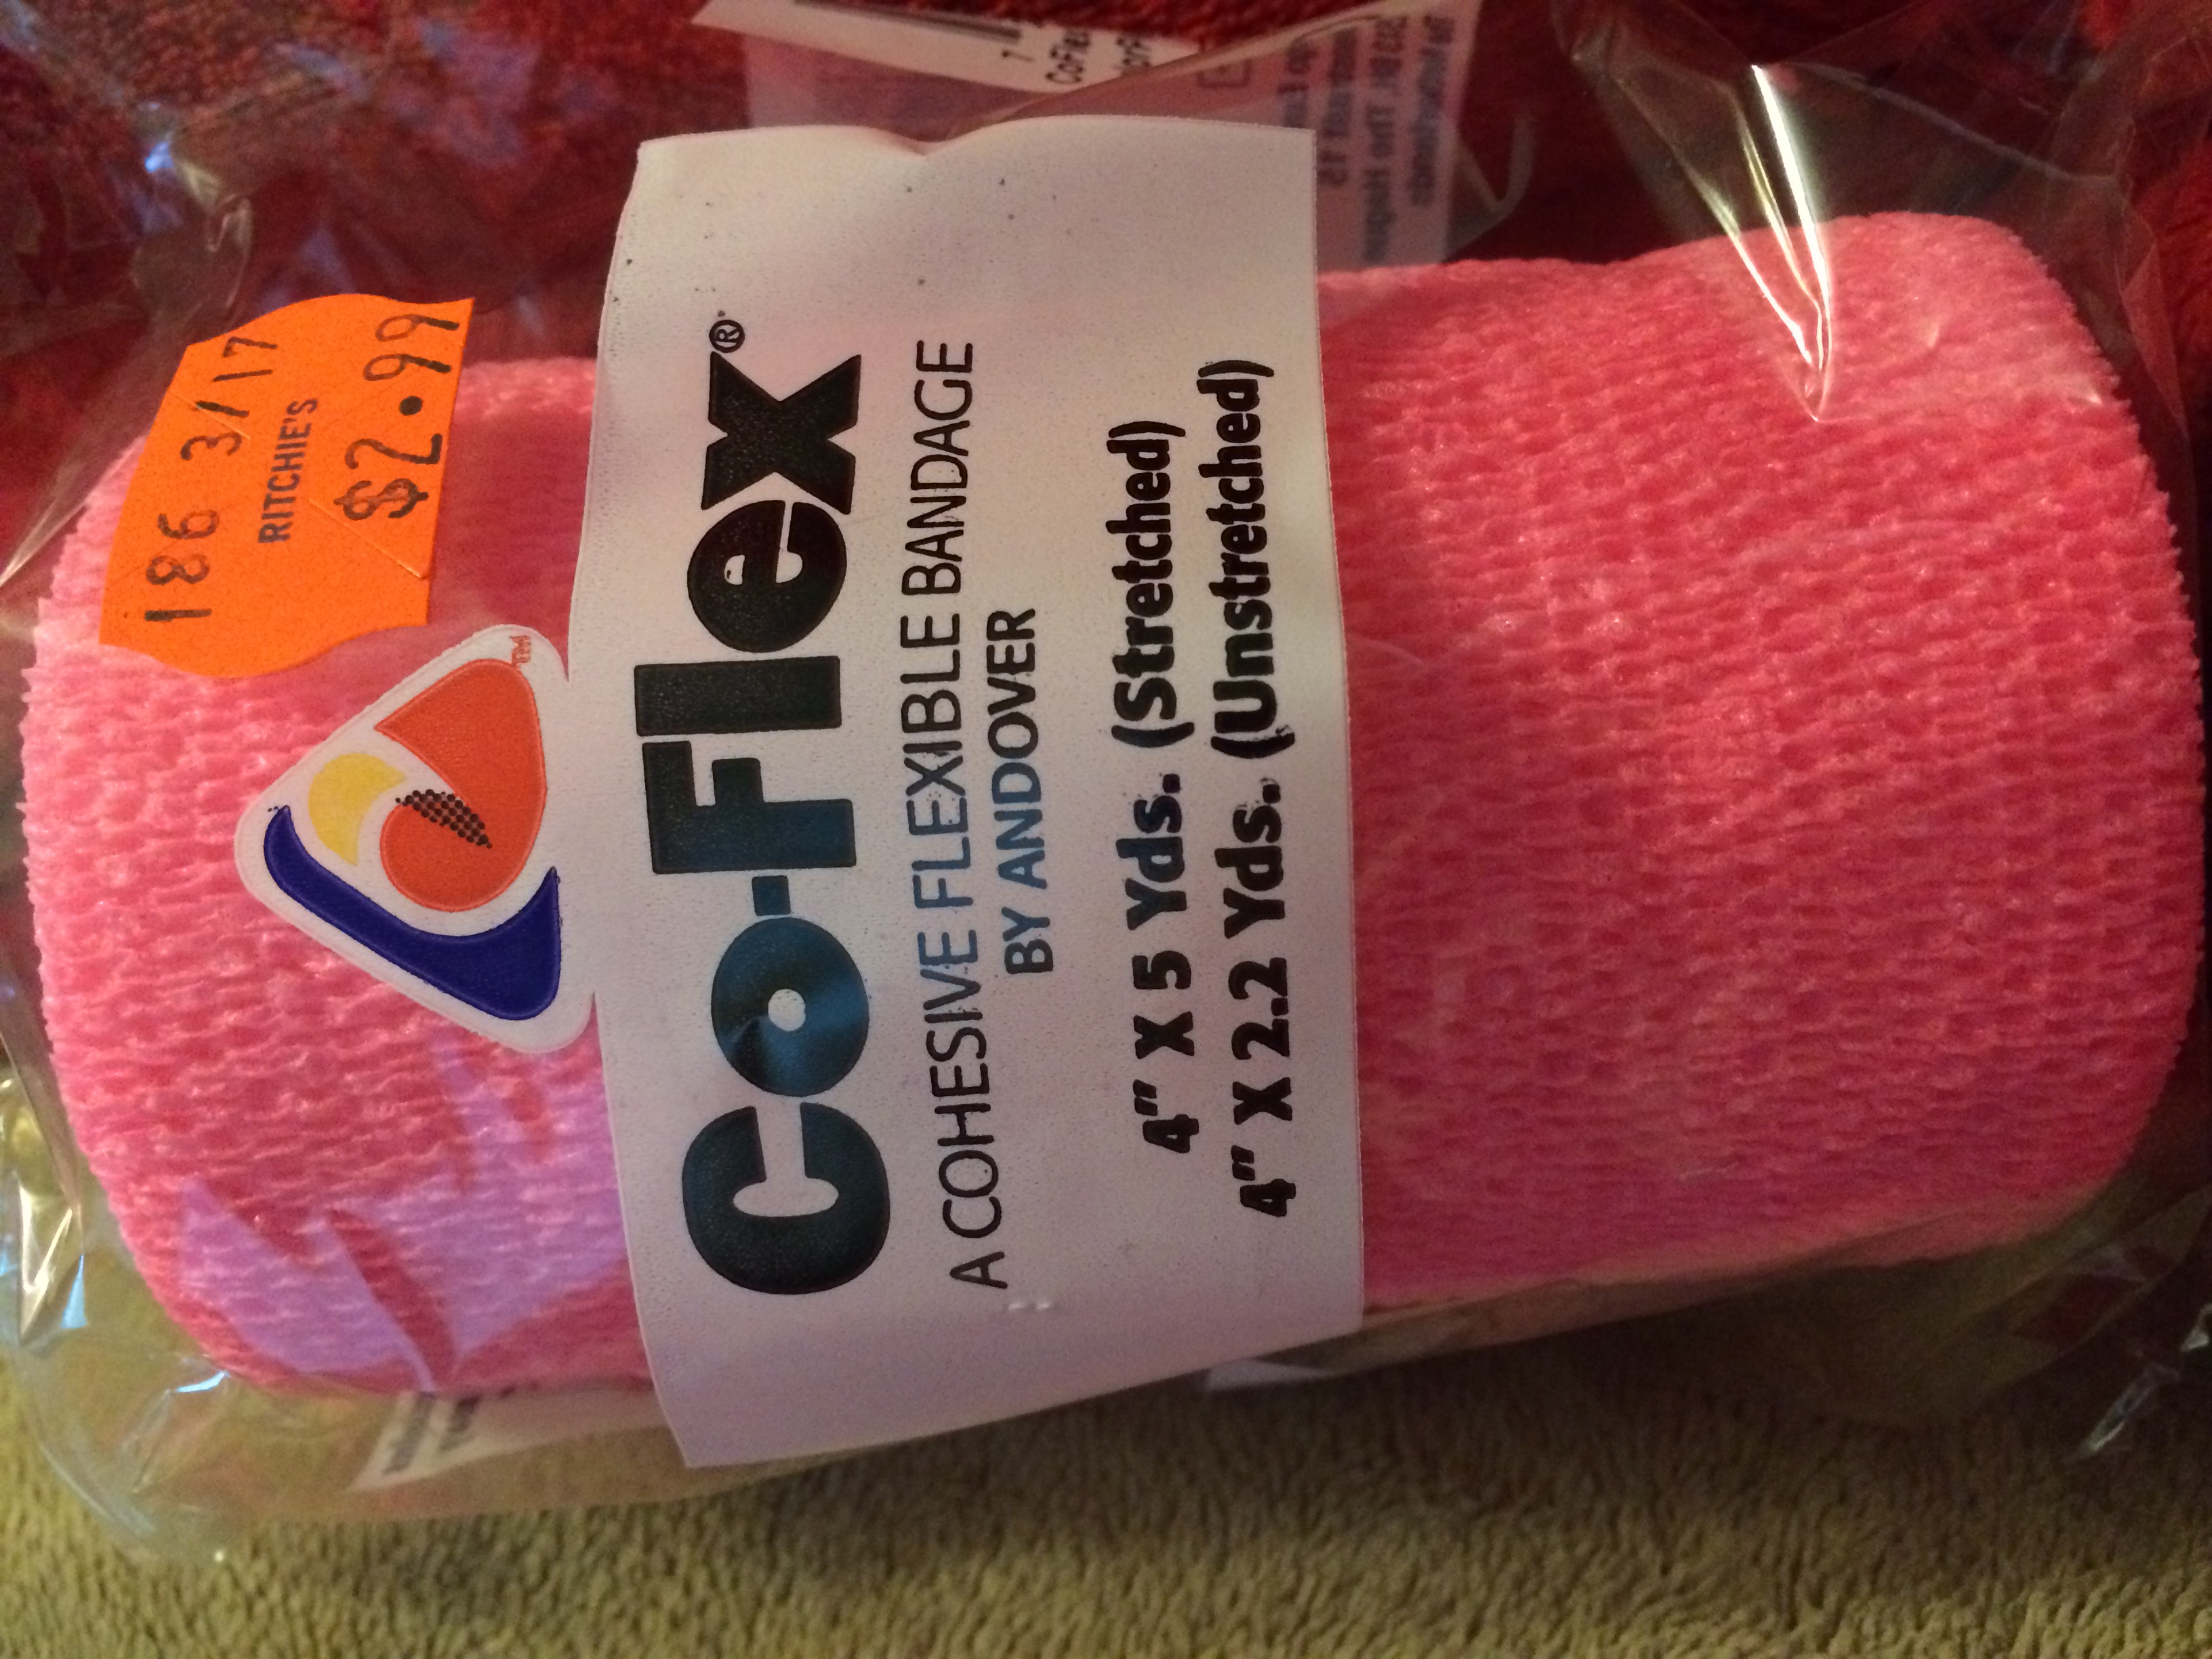 186 3/17
RITCHIE'S
$2.99
TM
Co-Flex®
A COHESIVE FLEXIBLE BANDAGE
BY ANDOVER
4" X 5 Yds. (Stretched)
4" X 2.2 Yds. (Unstretched)